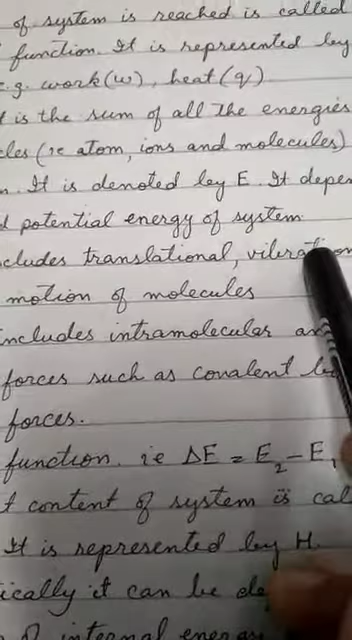 of system is reached is called
function. It is represented by
e.g. work(w), heat(q)
t is the sum of all the energies
cles (ie atom, ions and molecules)
n. It is denoted by E. It depen
d potential energy of system.
cludes translational, vibration
motion of molecules
includes intramolecular an
forces such as covalent b
forces.
function. ie ΔE = E₂ - E₁
t content of system is cal
It is represented by H.
ically it can be de
internal energ